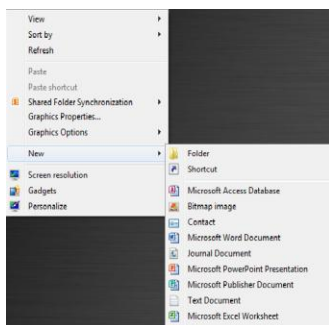 View
Sort by
Refresh
Paste
Paste shortcut
Shared Folder Synchronization
Graphics Properties...
Graphics Options
New
Screen resolution
Gadgets
Personalize
Folder
Shortcut
Microsoft Access Database
Bitmap image
Contact
Microsoft Word Document
Journal Document
Microsoft PowerPoint Presentation
Microsoft Publisher Document
Text Document
Microsoft Excel Worksheet